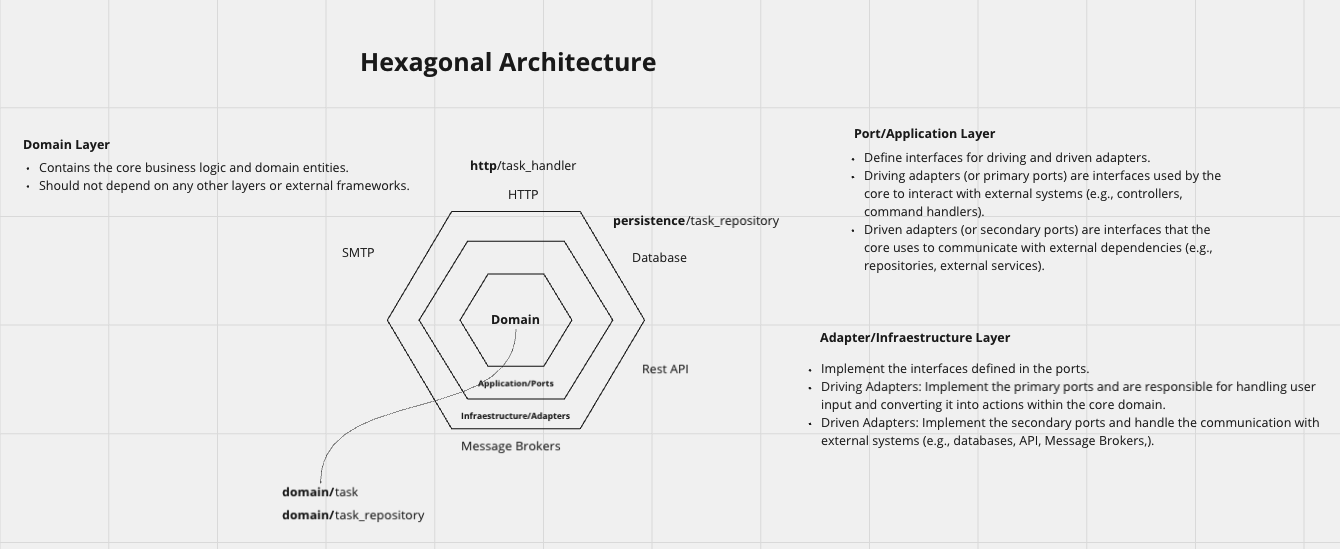 Hexagonal Architecture
Domain Layer
• Contains the core business logic and domain entities.
• Should not depend on any other layers or external frameworks.
http/task_handler
HTTP
persistence/task_repository
SMTP
Database
Domain
Rest API
Application/Ports
Infraestructure/Adapters
Message Brokers
domain/task
domain/task_repository
Port/Application Layer
• Define interfaces for driving and driven adapters.
• Driving adapters (or primary ports) are interfaces used by the
core to interact with external systems (e.g., controllers,
command handlers).
• Driven adapters (or secondary ports) are interfaces that the
core uses to communicate with external dependencies (e.g.,
repositories, external services).
Adapter/Infraestructure Layer
• Implement the interfaces defined in the ports.
• Driving Adapters: Implement the primary ports and are responsible for handling user
input and converting it into actions within the core domain.
• Driven Adapters: Implement the secondary ports and handle the communication with
external systems (e.g., databases, API, Message Brokers,).